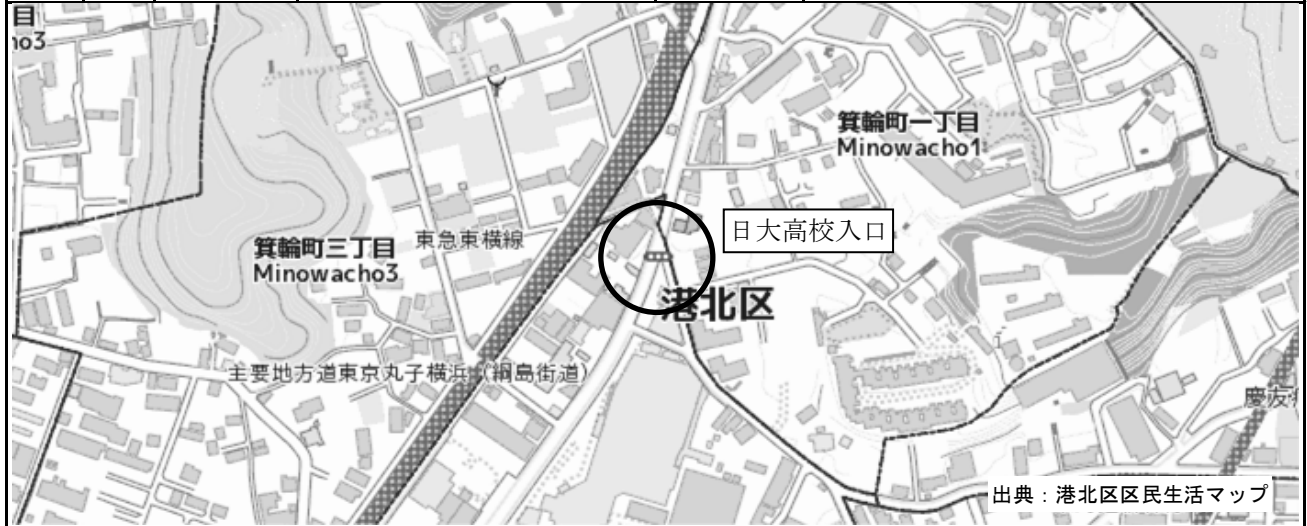 目
ho3
箕輪町一丁目
Minowacho1
日大高校入口
箕輪町三丁目
Minowacho3
東急東横線
港北区
主要地方道東京丸子横浜（綱島街道）
慶友
出典：港北区区民生活マップ